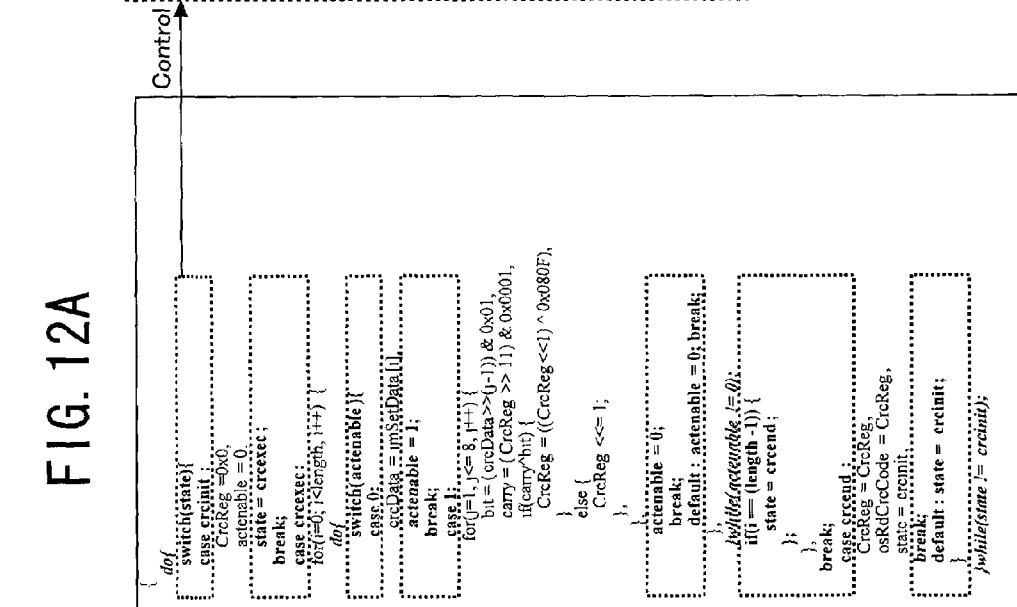 FIG. 12A
Control
{
do{
switch(state){
case crcinit :
CrcReg =0x0,
actenable = 0,
state = crcexec ;
break;
case crcexec:
for(i=0; i<length, i++) {
do{
switch(actenable){
case 0:
crcData = umSetData[i],
actenable = 1;
break;
case 1:
for(j=1, j <= 8, j++) {
bit = (crcData>>(j-1)) & 0x01,
carry = (CrcReg >> 11) & 0x0001,
if(carry^bit) {
CrcReg = ((CrcReg<<1) ^ 0x080F),
}
else {
CrcReg <<=1;
}
},
actenable = 0;
break;
default : actenable = 0; break;
},
}while(actenable != 0);
if(i == (length -1)) {
state = crcend;
};
},
break;
case crcend :
CrcReg = CrcReg,
osRdCrcCode = CrcReg,
state = crcinit,
break;
default : state = crcinit;
}
}while(state != crcinit);